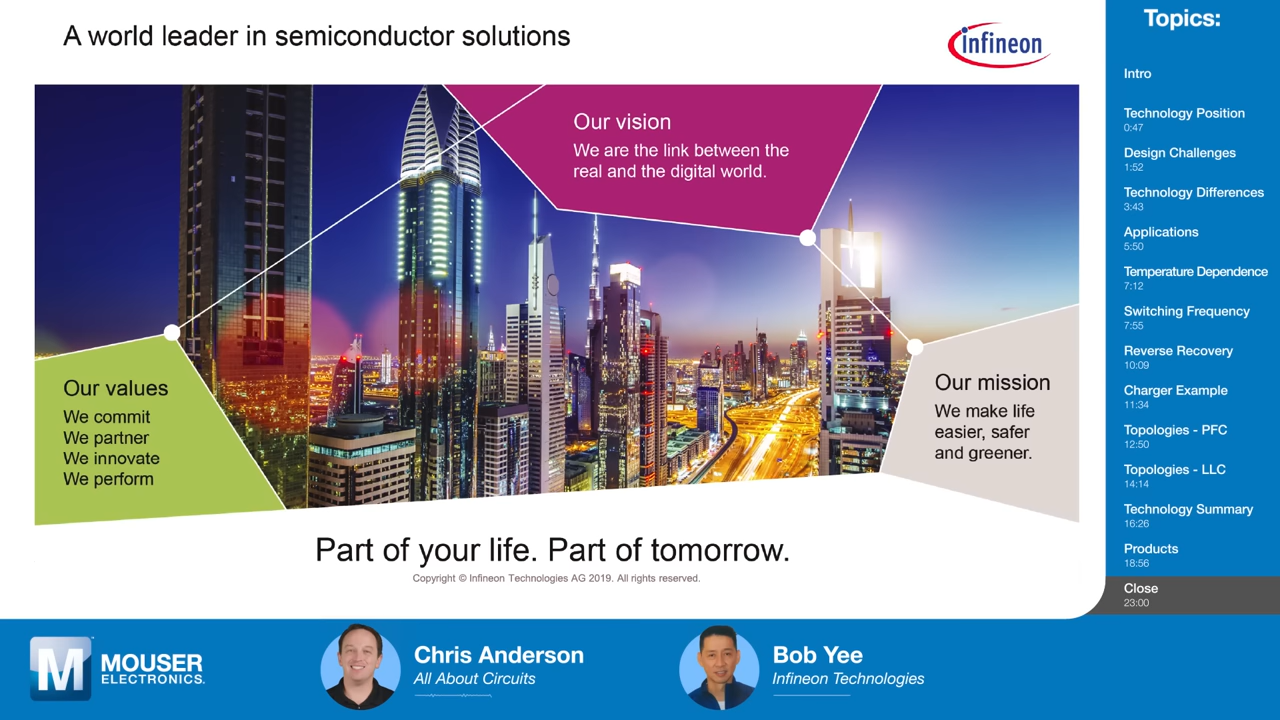 A world leader in semiconductor solutions
infineon
Our vision
We are the link between the
real and the digital world.
Our values
We commit
We partner
We innovate
We perform
Our mission
We make life
easier, safer
and greener.
Part of your life. Part of tomorrow.
Copyright © Infineon Technologies AG 2019. All rights reserved.
Topics:
Intro
Technology Position
0:47
Design Challenges
1:52
Technology Differences
3:43
Applications
5:50
Temperature Dependence
7:12
Switching Frequency
7:55
Reverse Recovery
10:09
Charger Example
11:34
Topologies - PFC
12:50
Topologies - LLC
14:14
Technology Summary
16:26
Products
18:56
Close
23:00
M
MOUSER
ELECTRONICS.
Chris Anderson
All About Circuits
Bob Yee
Infineon Technologies